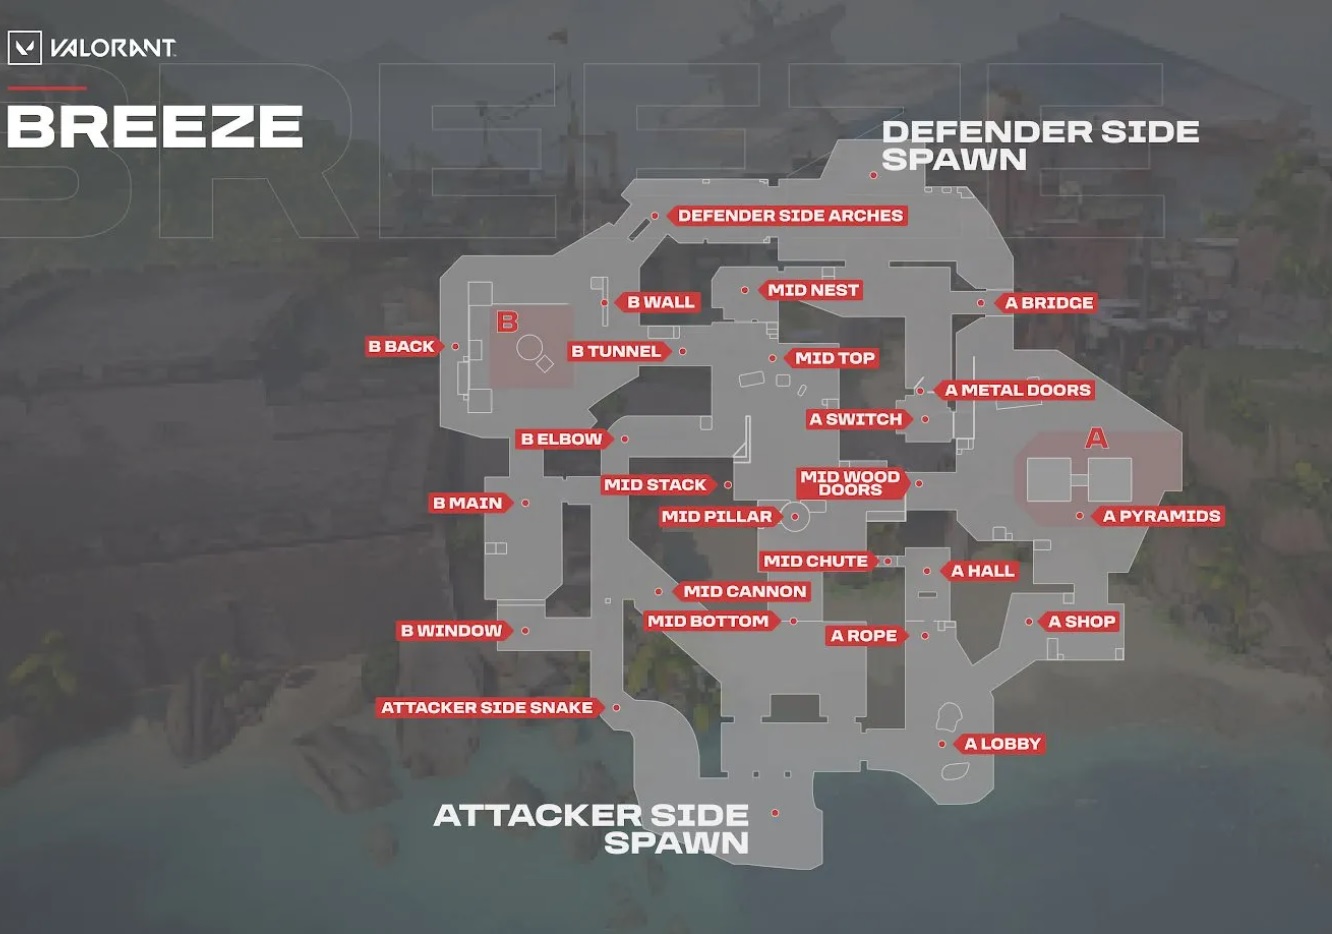 VALORANT
BREEZE
BREEZE
DEFENDER SIDE
SPAWN
DEFENDER SIDE ARCHES
MID NEST
B WALL
A BRIDGE
B
B BACK
B TUNNEL
MID TOP
A METAL DOORS
A SWITCH
B ELBOW
A
MID STACK
MID WOOD
DOORS
B MAIN
MID PILLAR
A PYRAMIDS
MID CHUTE
A HALL
MID CANNON
MID BOTTOM
A SHOP
B WINDOW
A ROPE
ATTACKER SIDE SNAKE
A LOBBY
ATTACKER SIDE
SPAWN